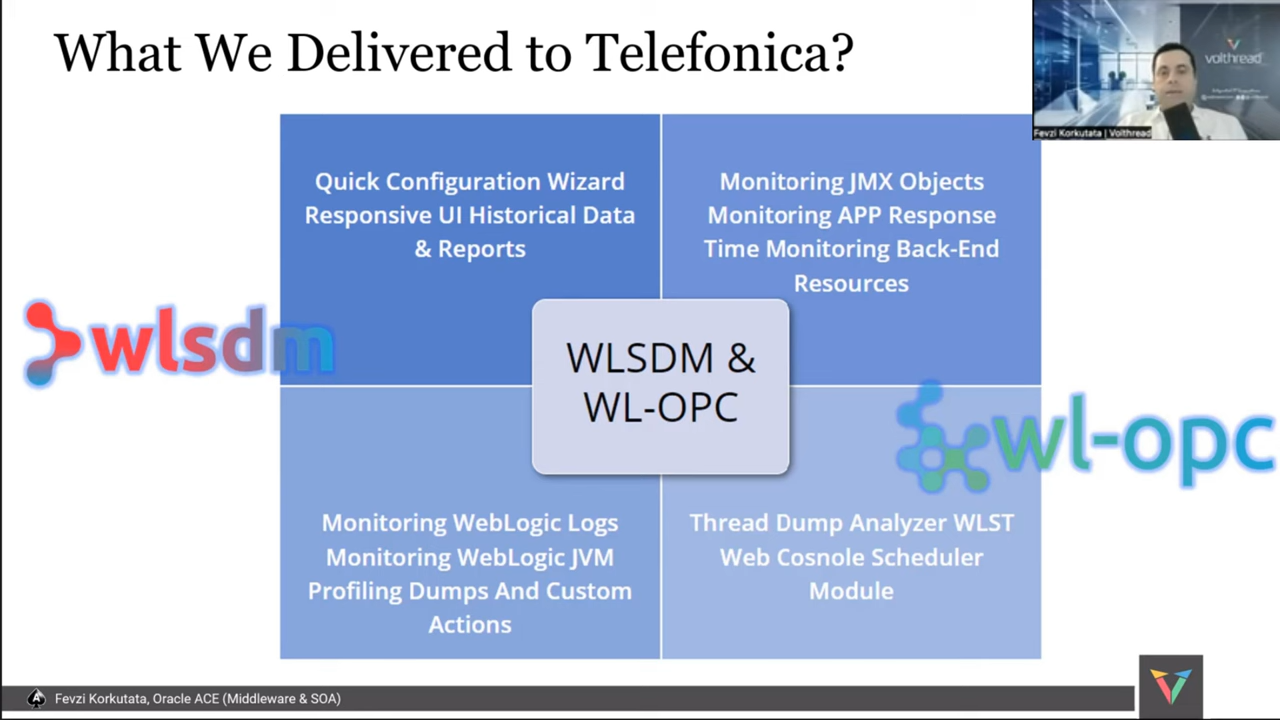 What We Delivered to Telefonica?
volthread
Fevzi Korkutata | Volthread
Quick Configuration Wizard
Responsive UI Historical Data
& Reports
Monitoring JMX Objects
Monitoring APP Response
Time Monitoring Back-End
Resources
wlsdm
WLSDM &
WL-OPC
wl-opc
Monitoring WebLogic Logs
Monitoring WebLogic JVM
Profiling Dumps And Custom
Actions
Thread Dump Analyzer WLST
Web Cosnole Scheduler
Module
A
Fevzi Korkutata, Oracle ACE (Middleware & SOA)